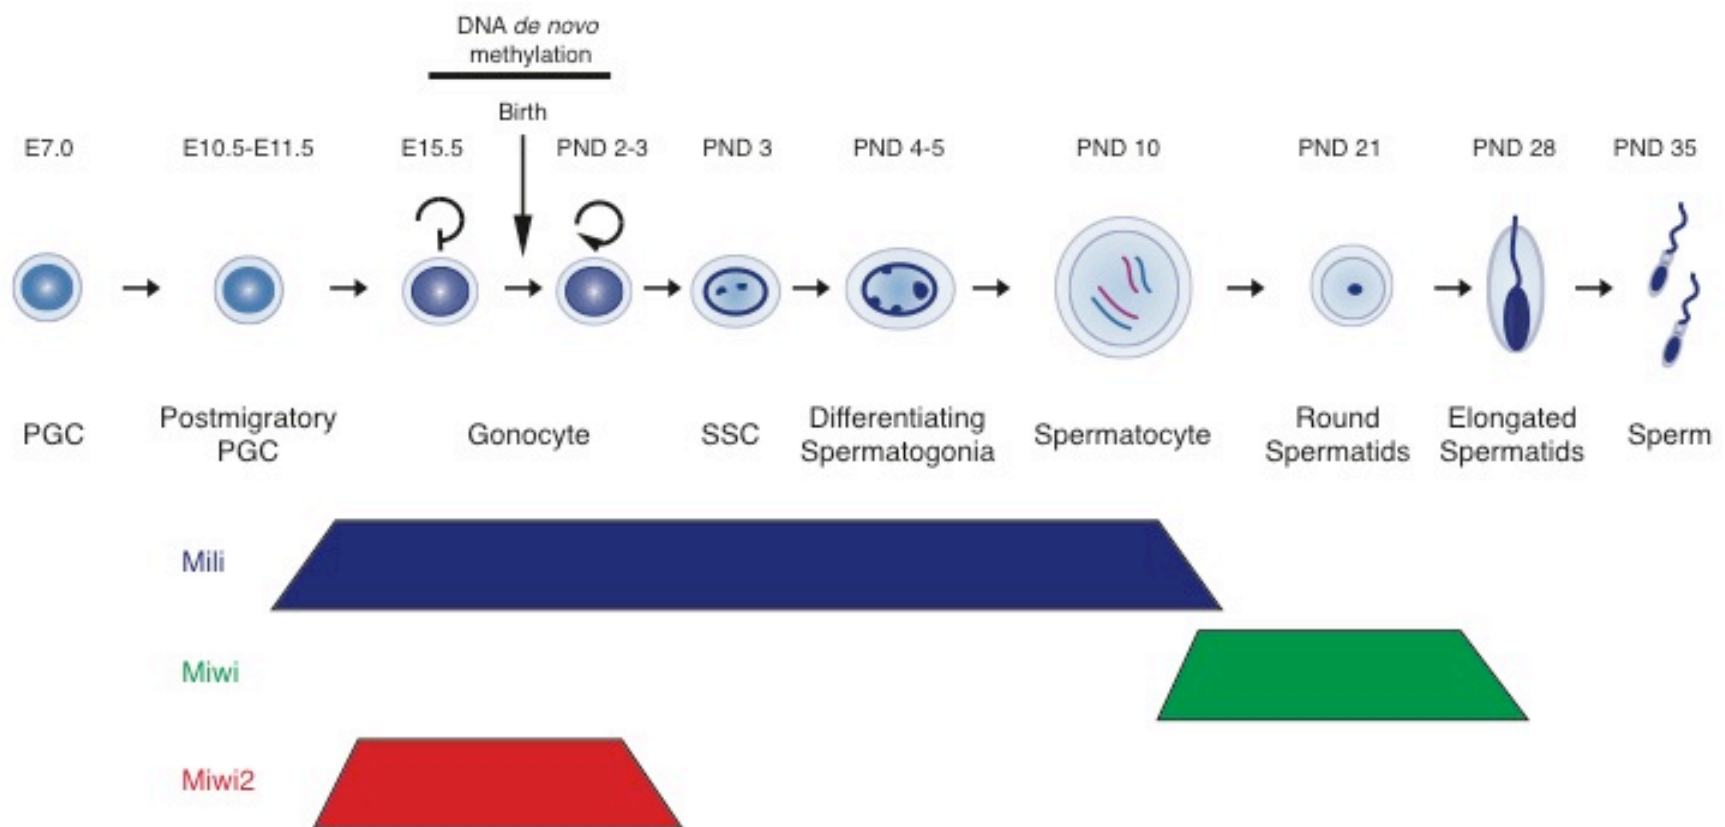 DNA de novo
methylation
Birth
E7.0 E10.5-E11.5 E15.5 PND 2-3 PND 3 PND 4-5 PND 10 PND 21 PND 28 PND 35
PGC Postmigratory PGC Gonocyte SSC Differentiating Spermatogonia Spermatocyte Round Spermatids Elongated Spermatids Sperm
Mili
Miwi
Miwi2